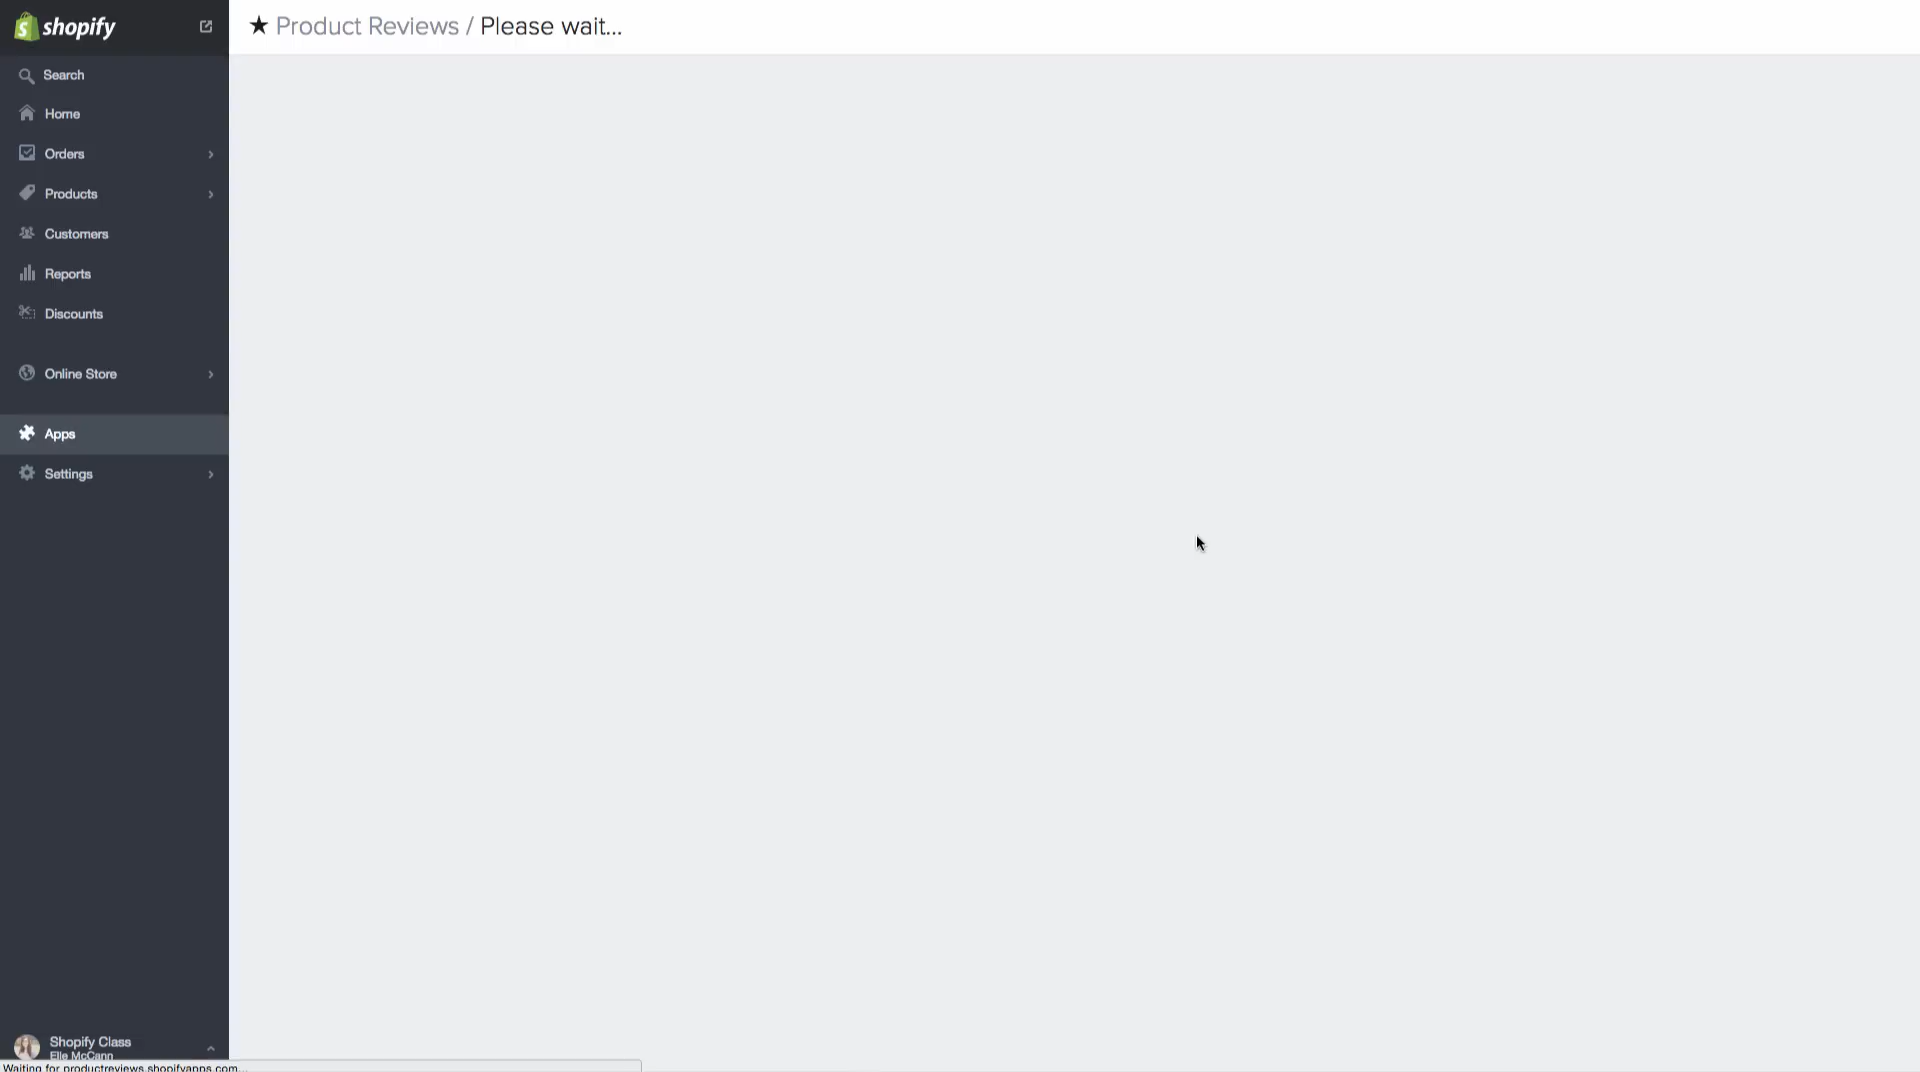 shopify
★ Product Reviews / Please wait...
Search
Home
Orders
Products
Customers
Reports
Discounts
Online Store
Apps
Settings
Shopify Class
Elle McCann
Waiting for productreviews.shopifyapps.com...